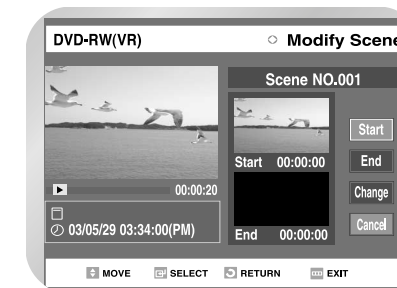 DVD-RW(VR) Modify Scene
Scene NO.001
Start 00:00:00
00:00:20
End 00:00:00
03/05/29 03:34:00(PM)
Start
End
Change
Cancel
MOVE SELECT RETURN EXIT